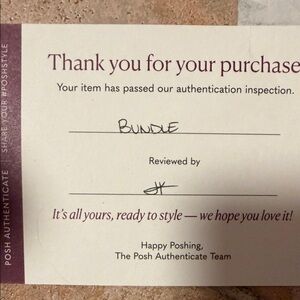 Thank you for your purchase
Your item has passed our authentication inspection.
BUNDLE
Reviewed by
It's all yours, ready to style — we hope you love it!
Happy Poshing,
The Posh Authenticate Team
POSH AUTHENTICATE | SHARE YOUR #POSHSTYLE